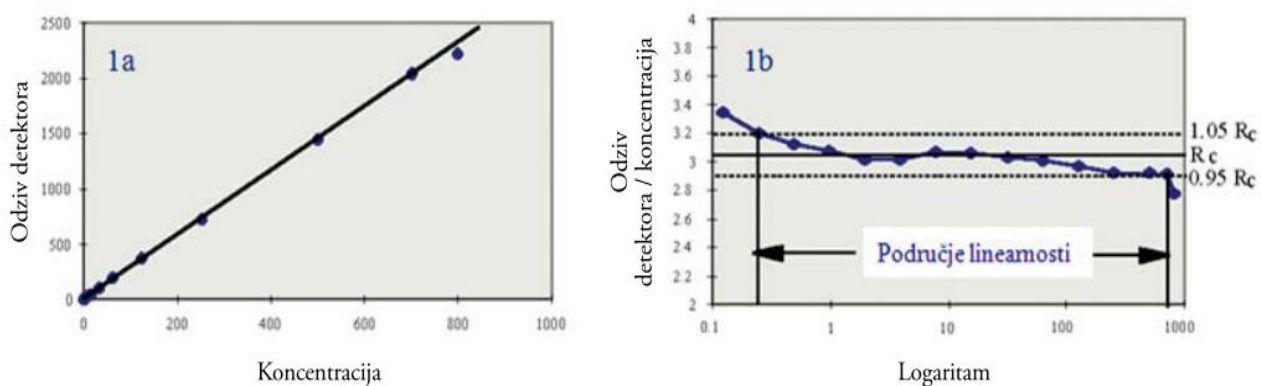 2500
2000
1500
1000
500
0
1a
Odziv detektora
0 200 400 600 800 1000
Koncentracija
4
3.8
3.6
3.4
3.2
3
2.8
2.6
2.4
2.2
2
1b
Odziv
detektora / koncentracija
1.05 Rc
Rc
0.95 Rc
Područje linearnosti
0.1 1 10 100 1000
Logaritam